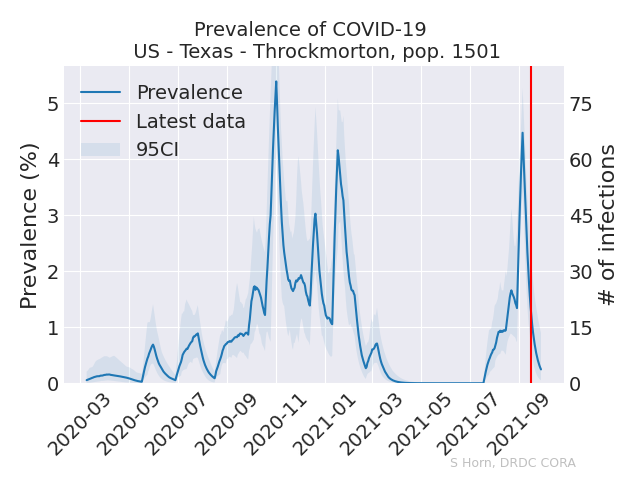 Prevalence of COVID-19
US - Texas - Throckmorton, pop. 1501
Prevalence
Latest data
95CI
Prevalence (%)
5
4
3
2
1
0
# of infections
75
60
45
30
15
0
2020-03
2020-05
2020-07
2020-09
2020-11
2021-01
2021-03
2021-05
2021-07
2021-09
S Horn, DRDC CORA